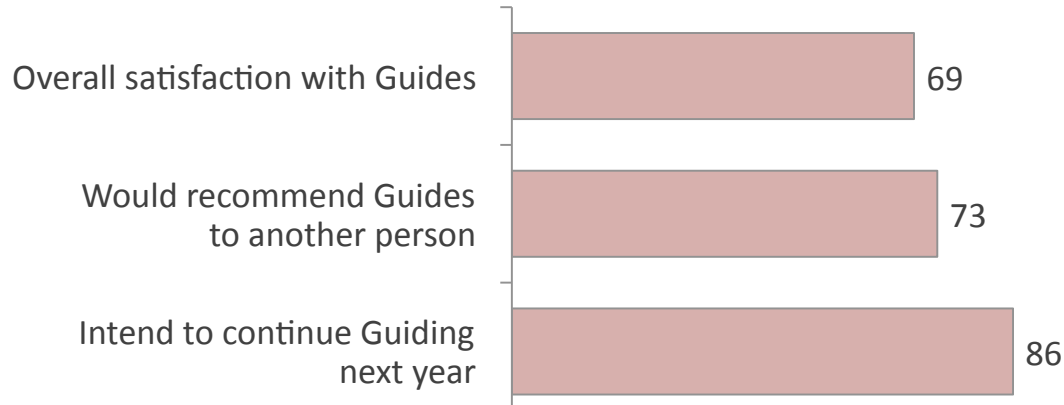 Overall satisfaction with Guides
69
Would recommend Guides
to another person
73
Intend to continue Guiding
next year
86